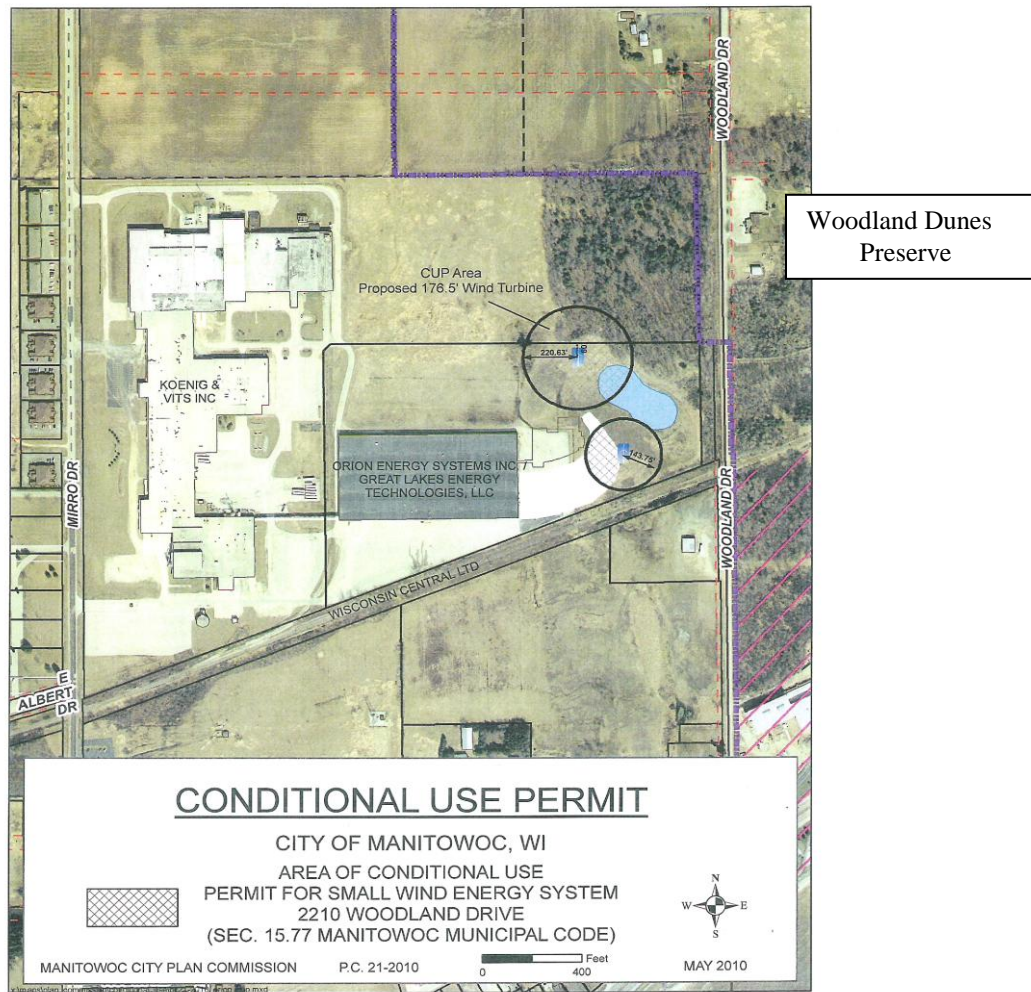 WOODLAND DR
Woodland Dunes
Preserve
CUP Area
Proposed 176.5' Wind Turbine
220.63'
60
KOENIG &
VITS INC
143.75'
ORION ENERGY SYSTEMS INC. /
GREAT LAKES ENERGY
TECHNOLOGIES, LLC
MIRRO DR
WOODLAND DR
WISCONSIN CENTRAL LTD
E
ALBERT
DR
CONDITIONAL USE PERMIT
CITY OF MANITOWOC, WI
AREA OF CONDITIONAL USE
PERMIT FOR SMALL WIND ENERGY SYSTEM
2210 WOODLAND DRIVE
(SEC. 15.77 MANITOWOC MUNICIPAL CODE)
N
W E
S
MANITOWOC CITY PLAN COMMISSION P.C. 21-2010 0 400 Feet MAY 2010